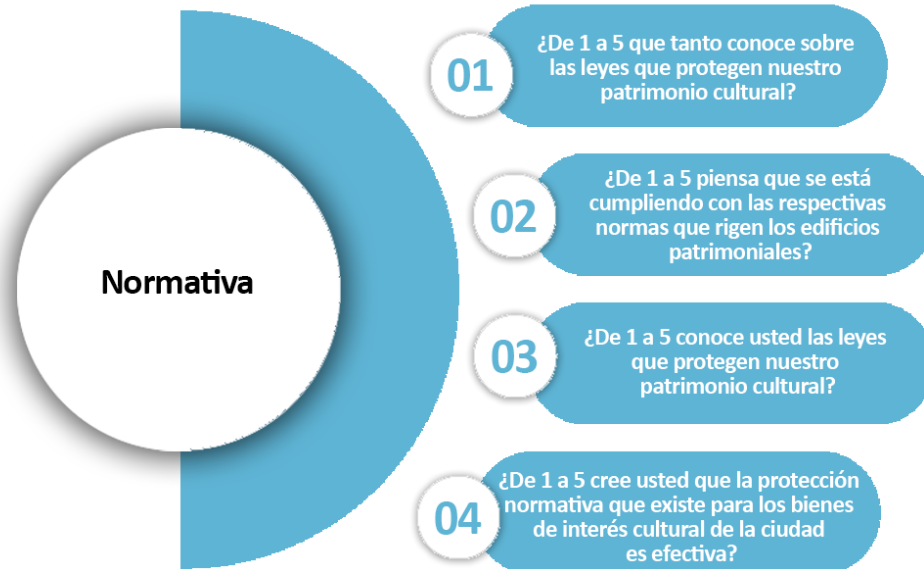 Normativa
01
¿De 1 a 5 que tanto conoce sobre
las leyes que protegen nuestro
patrimonio cultural?
02
¿De 1 a 5 piensa que se está
cumpliendo con las respectivas
normas que rigen los edificios
patrimoniales?
03
¿De 1 a 5 conoce usted las leyes
que protegen nuestro
patrimonio cultural?
04
¿De 1 a 5 cree usted que la protección
normativa que existe para los bienes
de interés cultural de la ciudad
es efectiva?